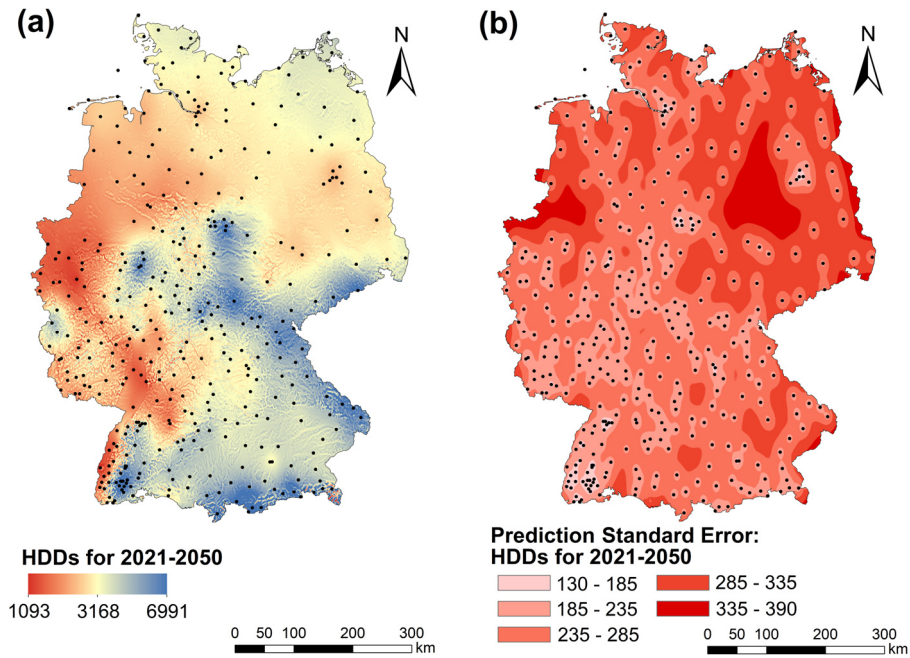 (a)
N
HDDs for 2021-2050
1093 3168 6991
0 50 100 200 300
km
(b)
N
Prediction Standard Error:
HDDs for 2021-2050
130 - 185
185 - 235
235 - 285
285 - 335
335 - 390
0 50 100 200 300
km